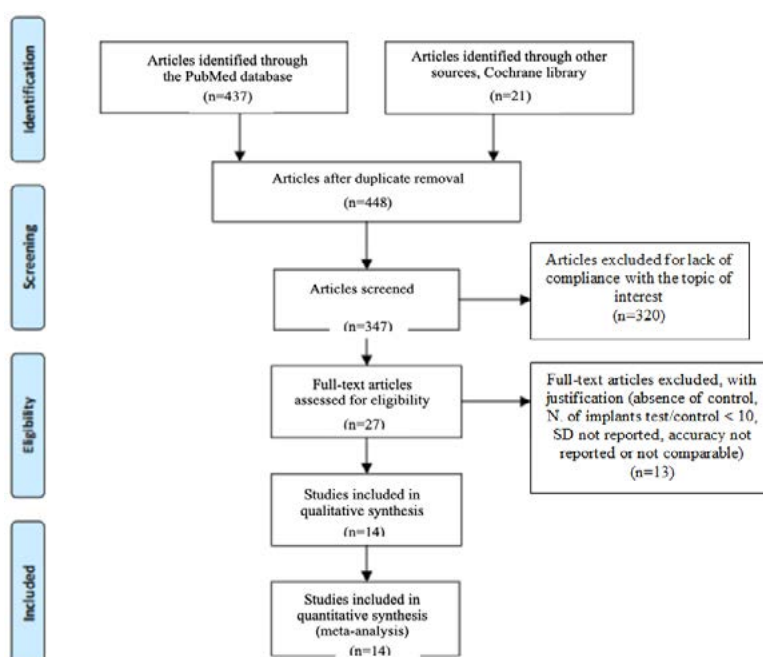 Identification
Articles identified through
the PubMed database
(n=437)
Articles identified through other
sources, Cochrane library
(n=21)
Articles after duplicate removal
(n=448)
Screening
Articles screened
(n=347)
Articles excluded for lack of
compliance with the topic of
interest
(n=320)
Eligibility
Full-text articles
assessed for eligibility
(n=27)
Full-text articles excluded, with
justification (absence of control,
N. of implants test/control < 10,
SD not reported, accuracy not
reported or not comparable)
(n=13)
Studies included in
qualitative synthesis
(n=14)
Included
Studies included in
quantitative synthesis
(meta-analysis)
(n=14)